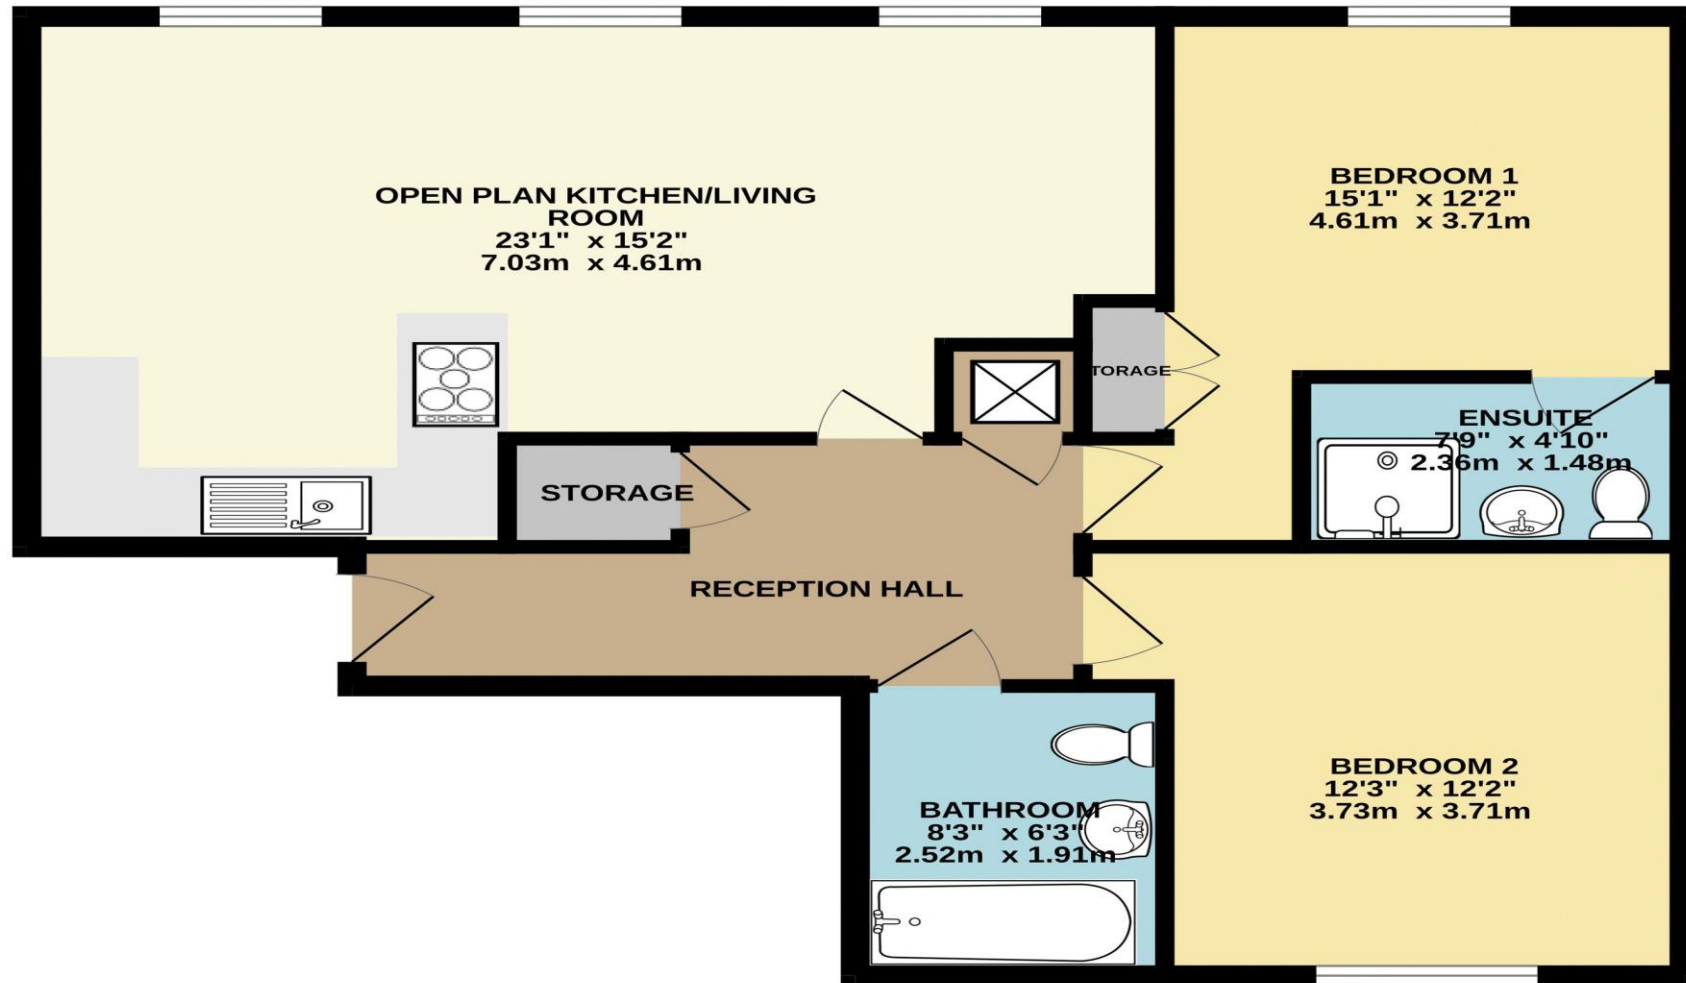 OPEN PLAN KITCHEN/LIVING
ROOM
23'1" x 15'2"
7.03m x 4.61m
BEDROOM 1
15'1" x 12'2"
4.61m x 3.71m
TORAGE
ENSUITE
7'9" x 4'10"
2.36m x 1.48m
STORAGE
RECEPTION HALL
BEDROOM 2
12'3" x 12'2"
3.73m x 3.71m
BATHROOM
8'3" x 6'3"
2.52m x 1.91m